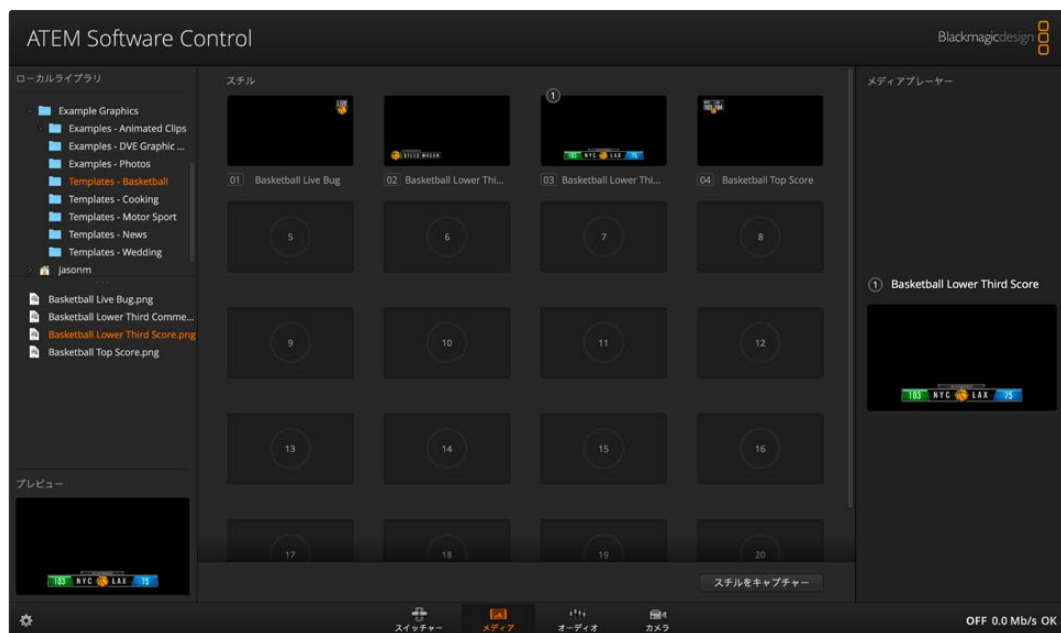 ATEM Software Control
Blackmagicdesign
ローカルライブラリ
Example Graphics
Examples - Animated Clips
Examples - DVE Graphic ...
Examples - Photos
Templates - Basketball
Templates - Cooking
Templates - Motor Sport
Templates - News
Templates - Wedding
jasonm
Basketball Live Bug.png
Basketball Lower Third Comme...
Basketball Lower Third Score.png
Basketball Top Score.png
プレビュー
103 NYC LAX 75
スチル
LIVE
1
103 NYC LAX 75
01 Basketball Live Bug
02 Basketball Lower Thi...
03 Basketball Lower Thi...
04 Basketball Top Score
5
6
7
8
9
10
11
12
13
14
15
16
17
18
19
20
スチルをキャプチャー
メディアプレーヤー
1 Basketball Lower Third Score
103 NYC LAX 75
スイッチャー
メディア
オーディオ
カメラ
OFF 0.0 Mb/s OK